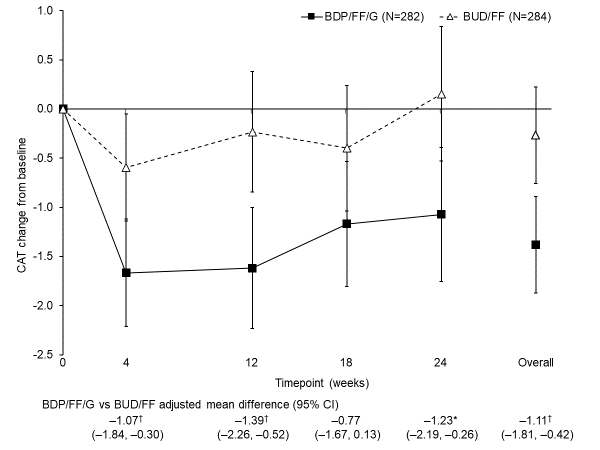 BDP/FF/G (N=282) BUD/FF (N=284)
1.0
0.5
0.0
-0.5
-1.0
-1.5
-2.0
-2.5
CAT change from baseline
0 4 12 18 24 Overall
Timepoint (weeks)
BDP/FF/G vs BUD/FF adjusted mean difference (95% CI)
–1.07† –1.39† –0.77 –1.23* –1.11†
(–1.84, –0.30) (–2.26, –0.52) (–1.67, 0.13) (–2.19, –0.26) (–1.81, –0.42)